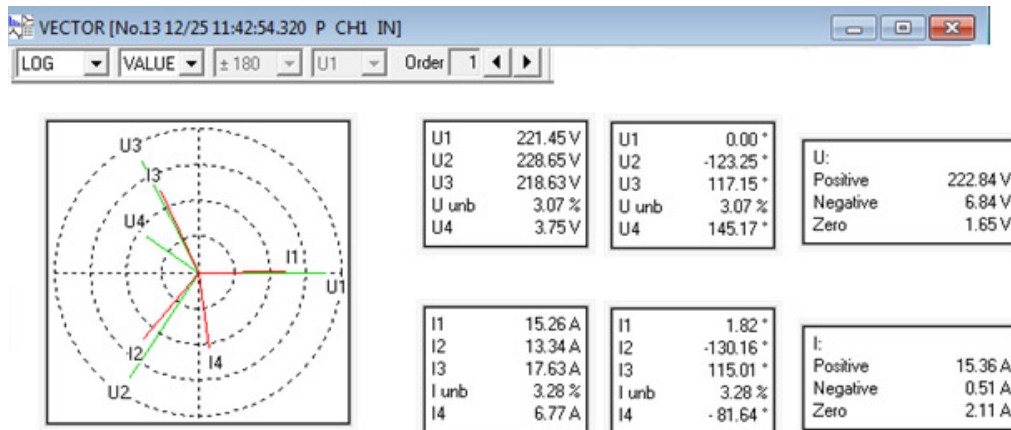 VECTOR [No.13 12/25 11:42:54.320 P CH1 IN]
LOG VALUE ± 180 U1 Order 1
U3
I3
U4
I1
U1
I2
I4
U2
U1 221.45 V
U2 228.65 V
U3 218.63 V
U unb 3.07 %
U4 3.75 V
U1 0.00 °
U2 -123.25 °
U3 117.15 °
U unb 3.07 %
U4 145.17 °
U:
Positive 222.84 V
Negative 6.84 V
Zero 1.65 V
I1 15.26 A
I2 13.34 A
I3 17.63 A
I unb 3.28 %
I4 6.77 A
I1 1.82 °
I2 -130.16 °
I3 115.01 °
I unb 3.28 %
I4 - 81.64 °
I:
Positive 15.36 A
Negative 0.51 A
Zero 2.11 A